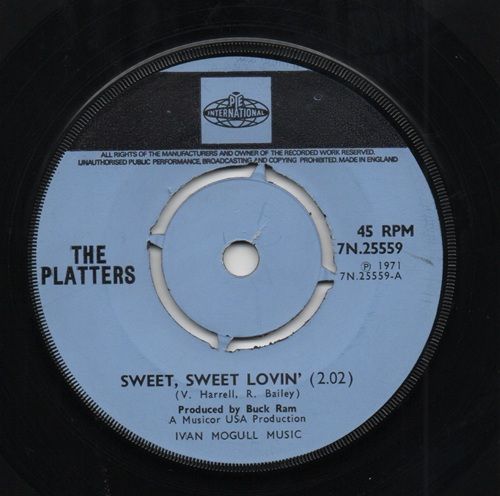 PYE
INTERNATIONAL
ALL RIGHTS OF THE MANUFACTURERS AND OWNER OF THE RECORDED WORK RESERVED.
UNAUTHORISED PUBLIC PERFORMANCE, BROADCASTING AND COPYING PROHIBITED. MADE IN ENGLAND
THE
PLATTERS
45 RPM
7N.25559
Ⓟ 1971
7N.25559-A
SWEET, SWEET LOVIN' (2.02)
(V. Harrell, R. Bailey)
Produced by Buck Ram
A Musicor USA Production
IVAN MOGULL MUSIC